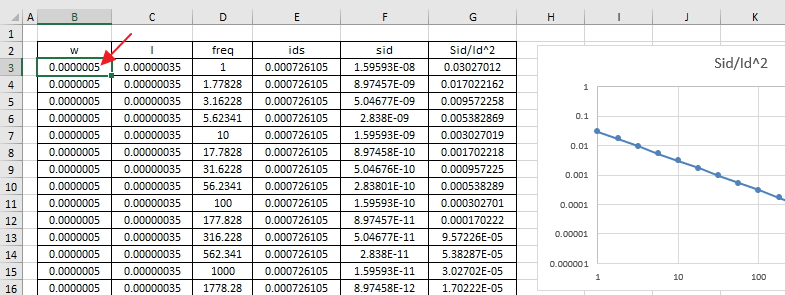 A B C D E F G H I J K
1
2 w l freq ids sid Sid/Id^2
3 0.0000005 0.00000035 1 0.000726105 1.59593E-08 0.03027012
4 0.0000005 0.00000035 1.77828 0.000726105 8.97457E-09 0.017022162
5 0.0000005 0.00000035 3.16228 0.000726105 5.04677E-09 0.009572258
6 0.0000005 0.00000035 5.62341 0.000726105 2.838E-09 0.005382869
7 0.0000005 0.00000035 10 0.000726105 1.59593E-09 0.003027019
8 0.0000005 0.00000035 17.7828 0.000726105 8.97458E-10 0.001702218
9 0.0000005 0.00000035 31.6228 0.000726105 5.04676E-10 0.000957225
10 0.0000005 0.00000035 56.2341 0.000726105 2.83801E-10 0.000538289
11 0.0000005 0.00000035 100 0.000726105 1.59593E-10 0.000302701
12 0.0000005 0.00000035 177.828 0.000726105 8.97457E-11 0.000170222
13 0.0000005 0.00000035 316.228 0.000726105 5.04677E-11 9.57226E-05
14 0.0000005 0.00000035 562.341 0.000726105 2.838E-11 5.38287E-05
15 0.0000005 0.00000035 1000 0.000726105 1.59593E-11 3.02702E-05
16 0.0000005 0.00000035 1778.28 0.000726105 8.97458E-12 1.70222E-05
Sid/Id^2
1
0.1
0.01
0.001
0.0001
0.00001
0.000001
1 10 100